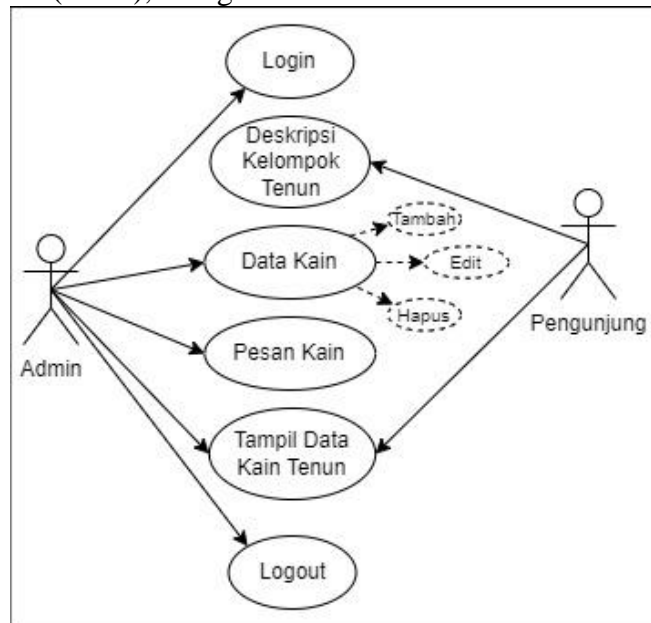 Login
Deskripsi
Kelompok
Tenun
Tambah
Data Kain
Edit
Hapus
Pengunjung
Pesan Kain
Admin
Tampil Data
Kain Tenun
Logout